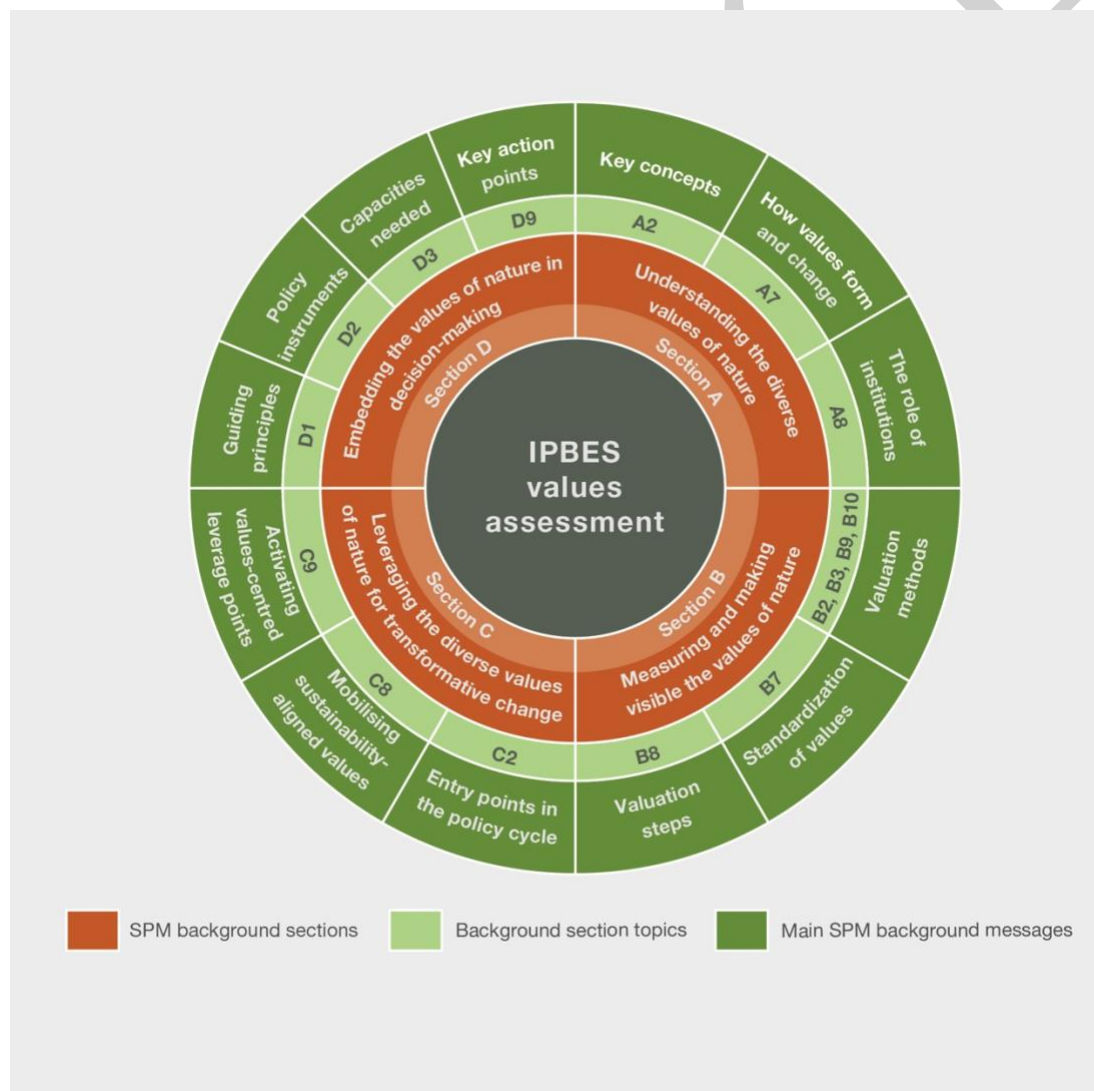 IPBES
values
assessment
Section A
Understanding the diverse
values of nature
A2
Key concepts
A7
How values form
and change
A8
The role of
institutions
Section B
Measuring and making
visible the values of nature
B2, B3, B9, B10
Valuation
methods
B7
Standardization
of values
B8
Valuation
steps
Section C
Leveraging the diverse values
of nature for transformative change
C2
Entry points in
the policy cycle
C8
Mobilising
sustainability-
aligned values
C9
Activating
values-centred
leverage points
Section D
Embedding the values of nature in
decision-making
D1
Guiding
principles
D2
Policy
instruments
D3
Capacities
needed
D9
Key action
points
SPM background sections
Background section topics
Main SPM background messages